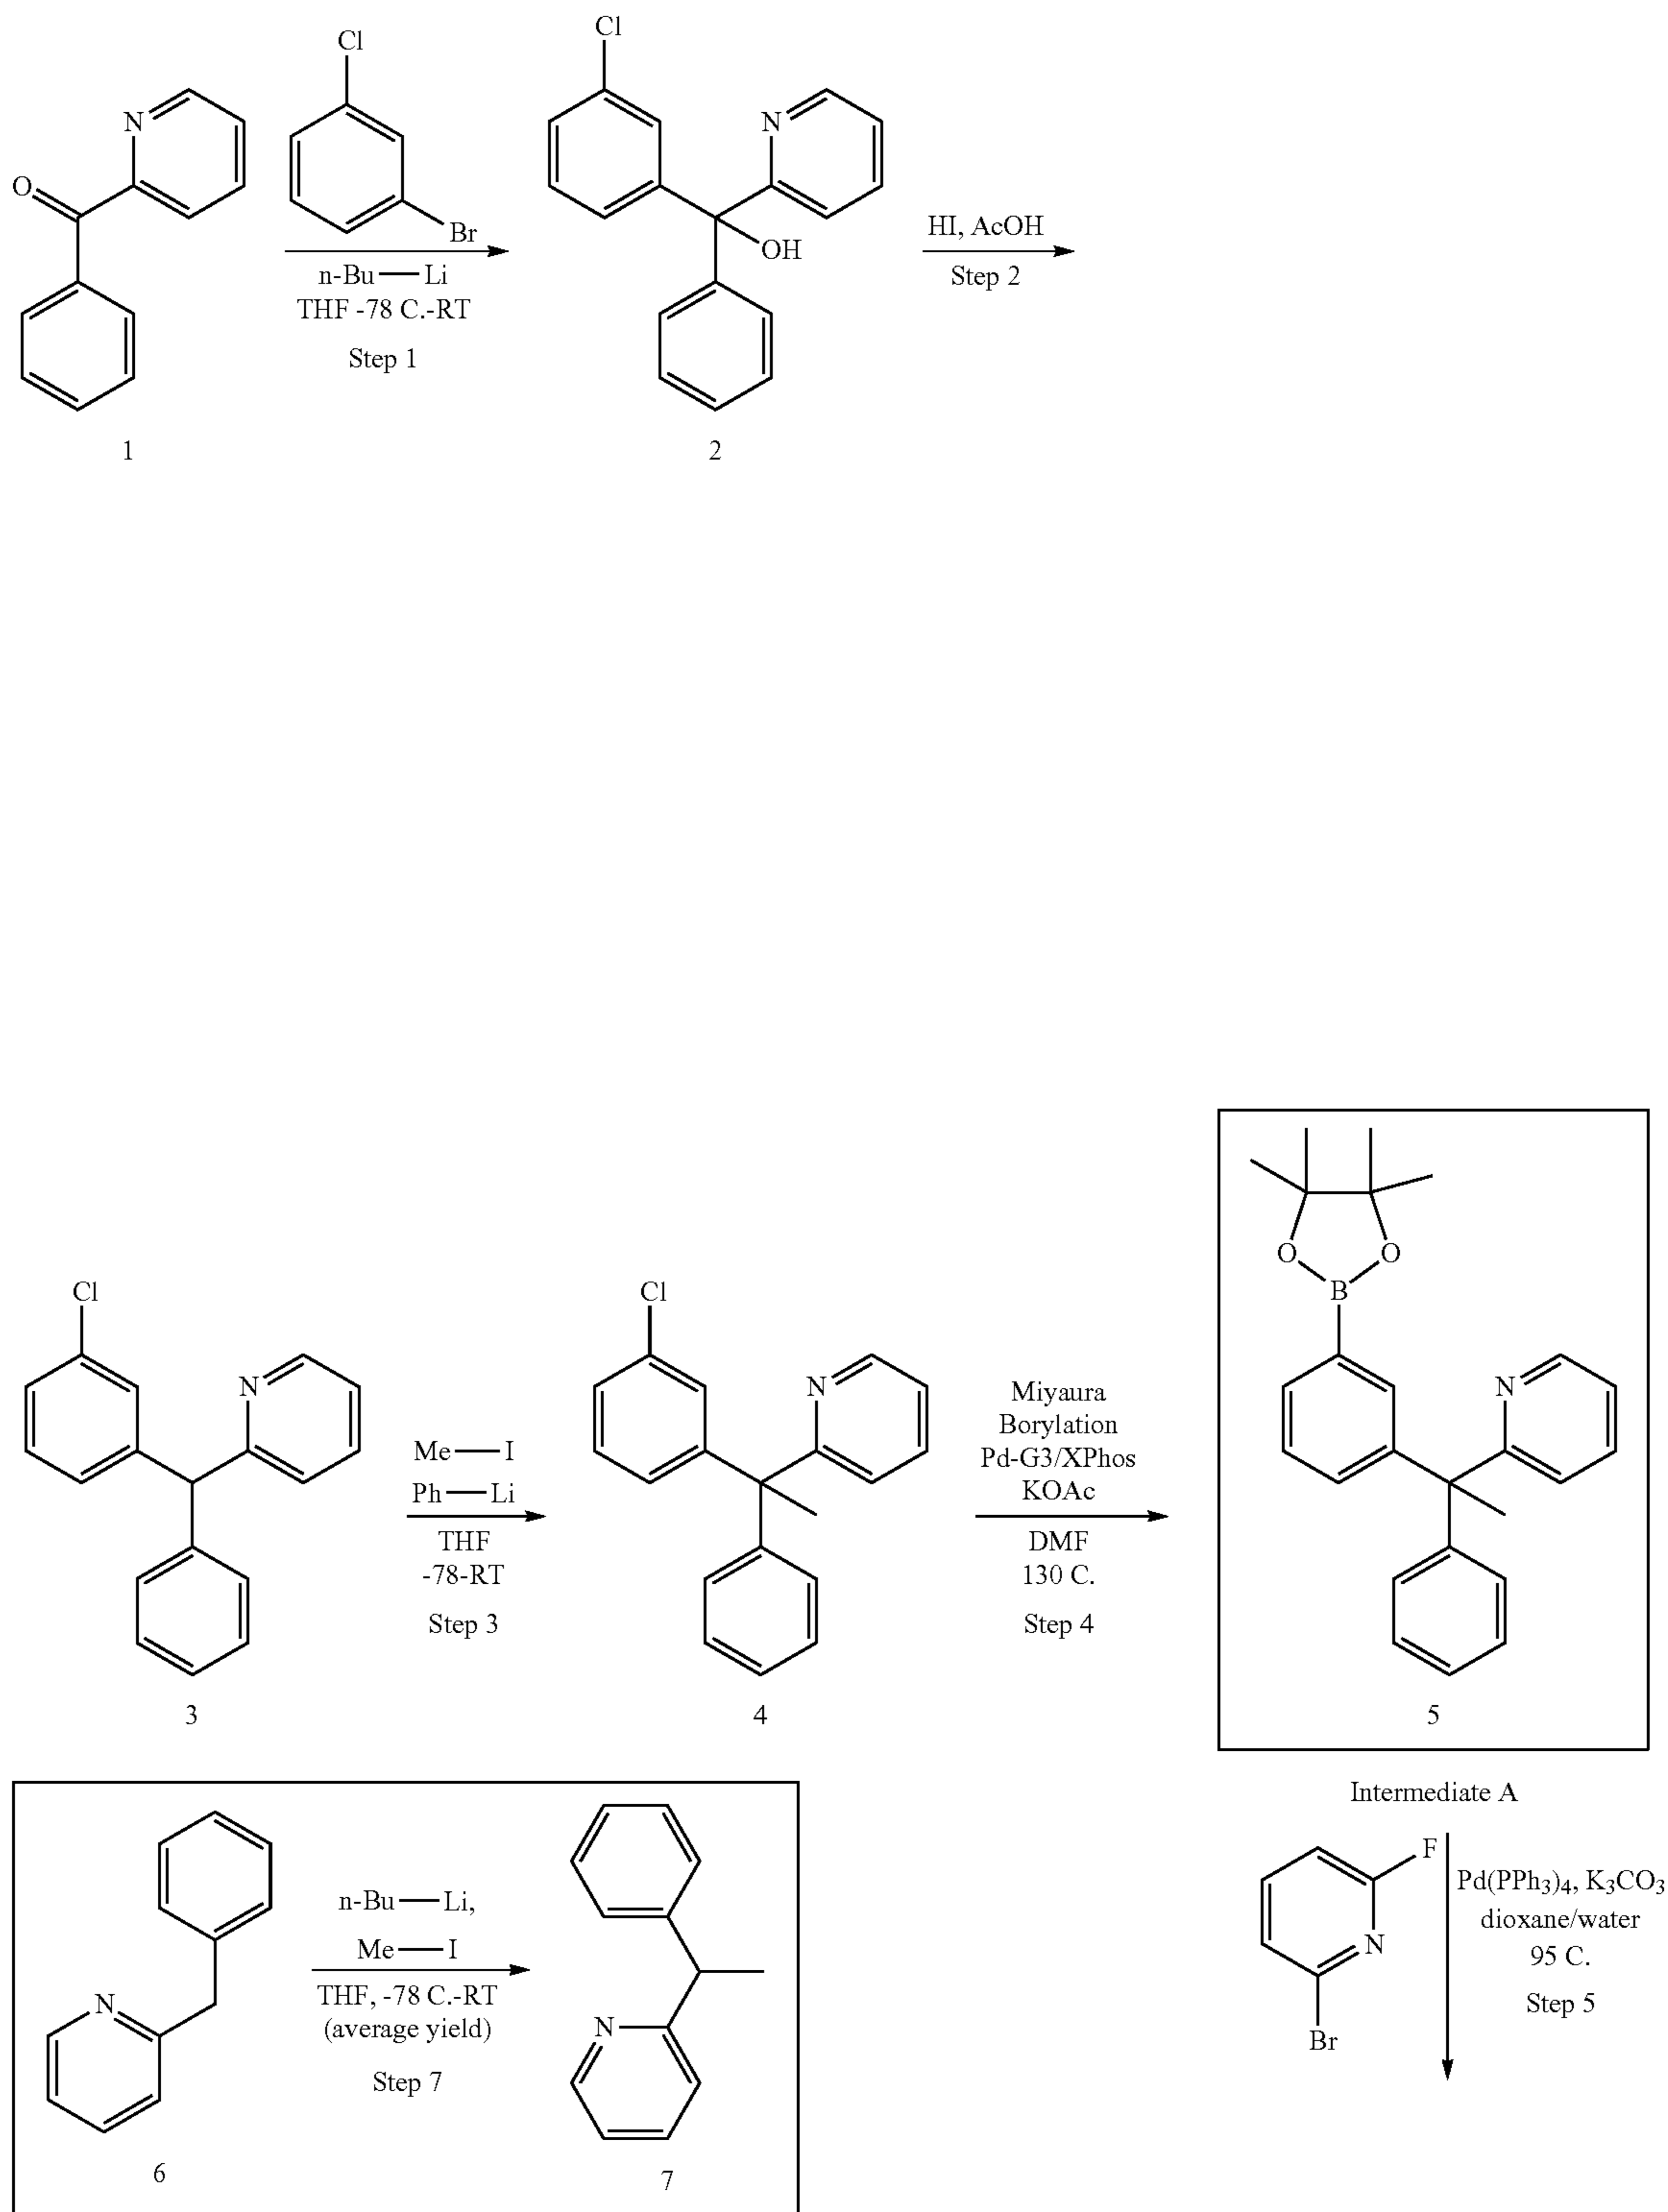 Cl
N
O
Cl
Br
n-Bu—Li
THF -78 C.-RT
Step 1
Cl
N
OH
HI, AcOH
Step 2
1
2
Cl
N
Me—I
Ph—Li
THF
-78-RT
Step 3
Cl
N
Miyaura
Borylation
Pd-G3/XPhos
KOAc
DMF
130 C.
Step 4
O
O
B
N
3
4
5
Intermediate A
N
n-Bu—Li,
Me—I
THF, -78 C.-RT
(average yield)
Step 7
N
6
7
F
N
Br
Pd(PPh3)4, K3CO3
dioxane/water
95 C.
Step 5